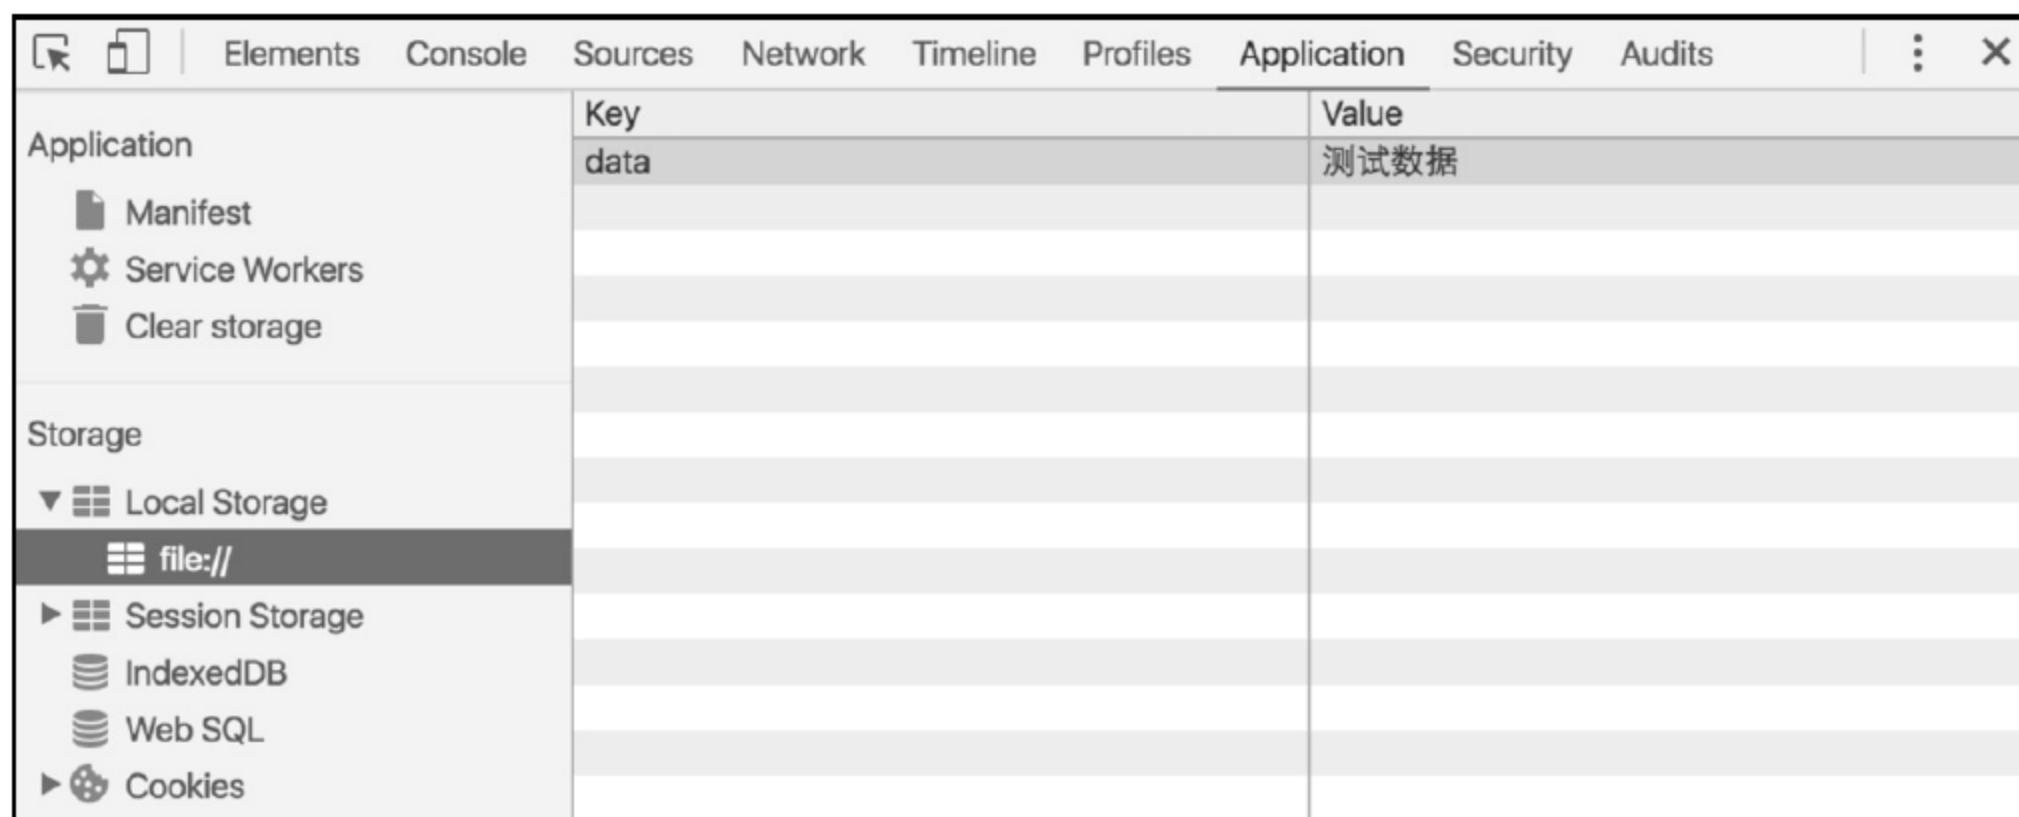 Elements Console Sources Network Timeline Profiles Application Security Audits
Application
Manifest
Service Workers
Clear storage
Storage
Local Storage
file://
Session Storage
IndexedDB
Web SQL
Cookies
Key Value
data 测试数据